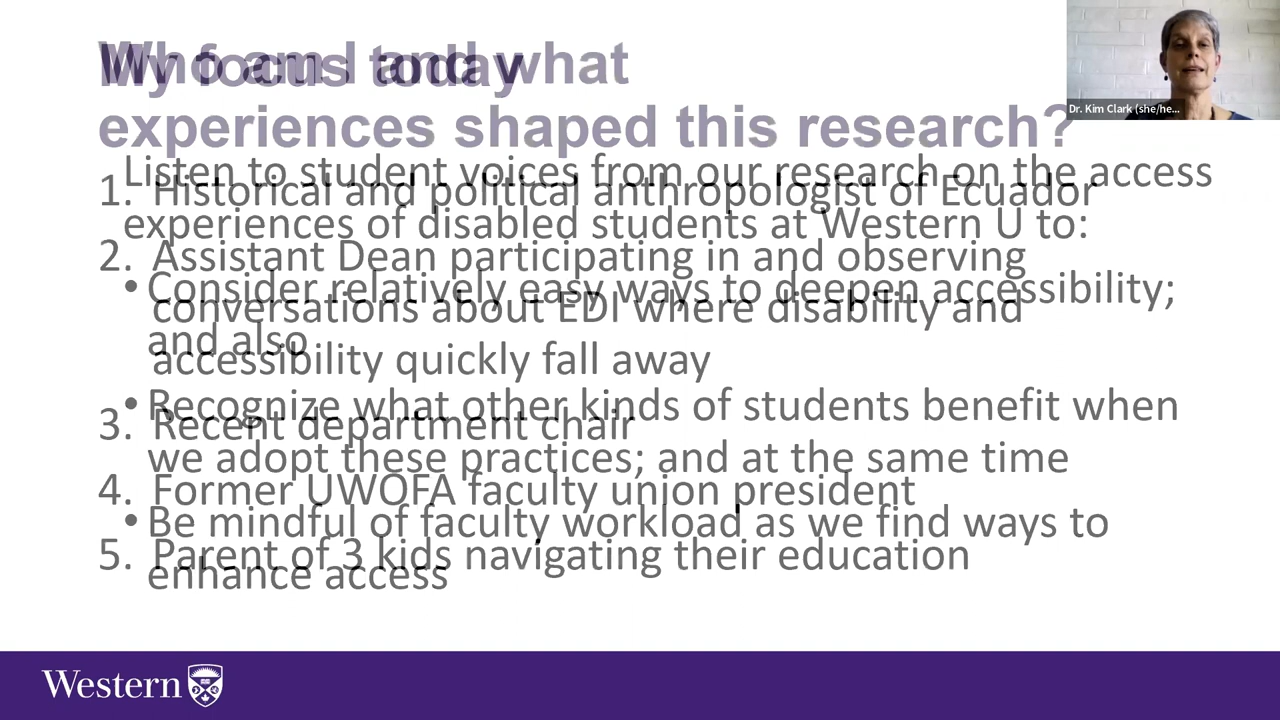 My focus today
Who am I and what
experiences shaped this research?
Listen to student voices from our research on the access
experiences of disabled students at Western U to:
• Consider relatively easy ways to deepen accessibility;
and also
• Recognize what other kinds of students benefit when
we adopt these practices; and at the same time
• Be mindful of faculty workload as we find ways to
enhance access
1. Historical and political anthropologist of Ecuador
2. Assistant Dean participating in and observing
conversations about EDI where disability and
accessibility quickly fall away
3. Recent department chair
4. Former UWOFA faculty union president
5. Parent of 3 kids navigating their education
Dr. Kim Clark (she/he...
Western